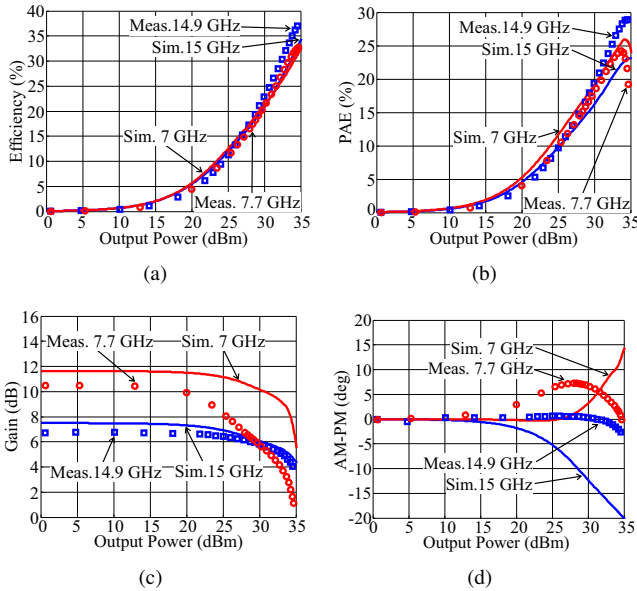 Meas.14.9 GHz
Sim.15 GHz
Sim. 7 GHz
Meas. 7.7 GHz
Efficiency (%)
40
35
30
25
20
15
10
5
0
0 5 10 15 20 25 30 35
Output Power (dBm)
(a)
Meas.14.9 GHz
Sim.15 GHz
Sim. 7 GHz
Meas. 7.7 GHz
PAE (%)
30
25
20
15
10
5
0
0 5 10 15 20 25 30 35
Output Power (dBm)
(b)
Meas. 7.7 GHz
Sim. 7 GHz
Meas.14.9 GHz
Sim.15 GHz
Gain (dB)
16
14
12
10
8
6
4
2
0
0 5 10 15 20 25 30 35
Output Power (dBm)
(c)
Sim. 7 GHz
Meas. 7.7 GHz
Meas.14.9 GHz
Sim.15 GHz
AM-PM (deg)
20
15
10
5
0
-5
-10
-15
-20
0 5 10 15 20 25 30 35
Output Power (dBm)
(d)